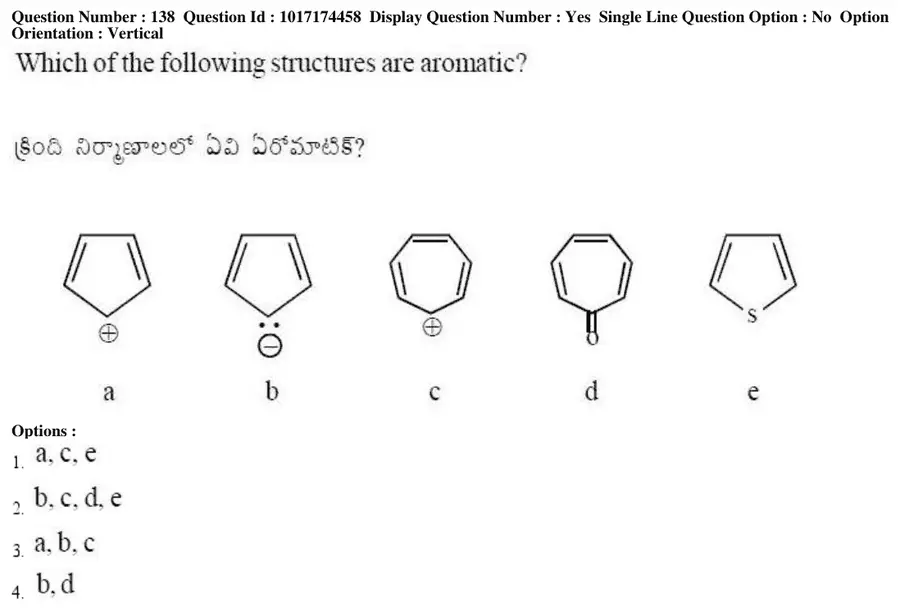 Question Number : 138 Question Id : 1017174458 Display Question Number : Yes Single Line Question Option : No Option
Orientation : Vertical
Which of the following structures are aromatic?
క్రింది నిర్మాణాలలో ఏవి ఏరోమాటిక్?
⊕ ⊖ ⊕ O S
a b c d e
Options :
1. a, c, e
2. b, c, d, e
3. a, b, c
4. b, d